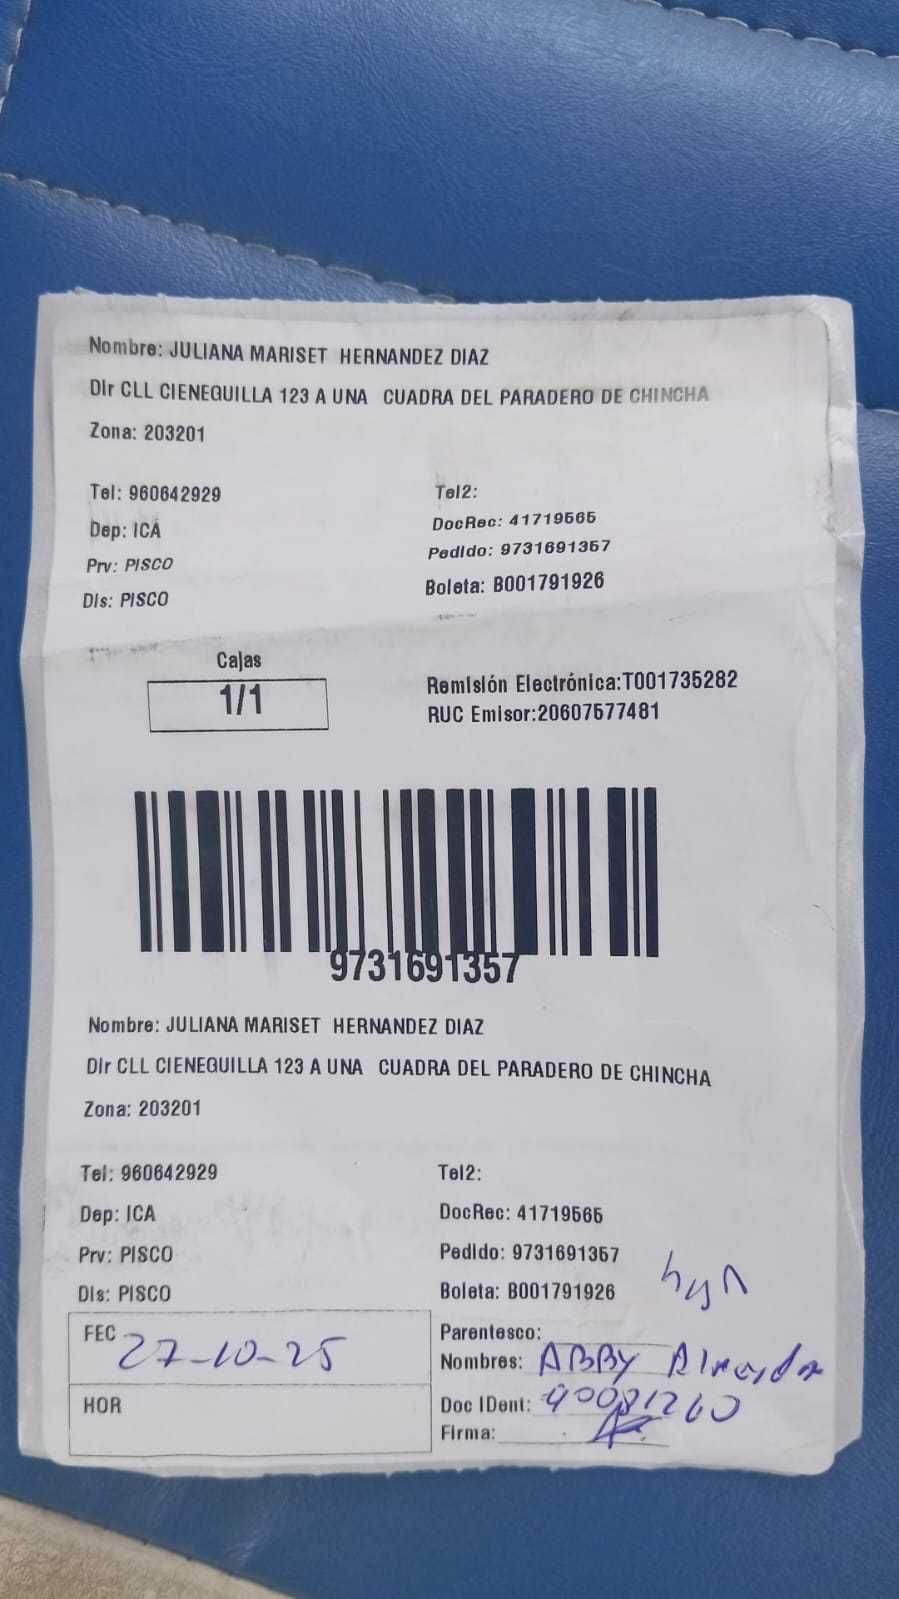 Nombre: JULIANA MARISET HERNANDEZ DIAZ
Dir CLL CIENEGUILLA 123 A UNA CUADRA DEL PARADERO DE CHINCHA
Zona: 203201
Tel: 960642929 Tel2:
Dep: ICA DocRec: 41719565
Prv: PISCO Pedido: 9731691357
Dis: PISCO Boleta: B001791926
Cajas
1/1
Remisión Electrónica:T001735282
RUC Emisor:20607577481
9731691357
Nombre: JULIANA MARISET HERNANDEZ DIAZ
Dir CLL CIENEGUILLA 123 A UNA CUADRA DEL PARADERO DE CHINCHA
Zona: 203201
Tel: 960642929 Tel2:
Dep: ICA DocRec: 41719565
Prv: PISCO Pedido: 9731691357
Dis: PISCO Boleta: B001791926
FEC 27-10-25
HOR
Parentesco:
Nombres: ABBY
Doc IDent:
Firma: